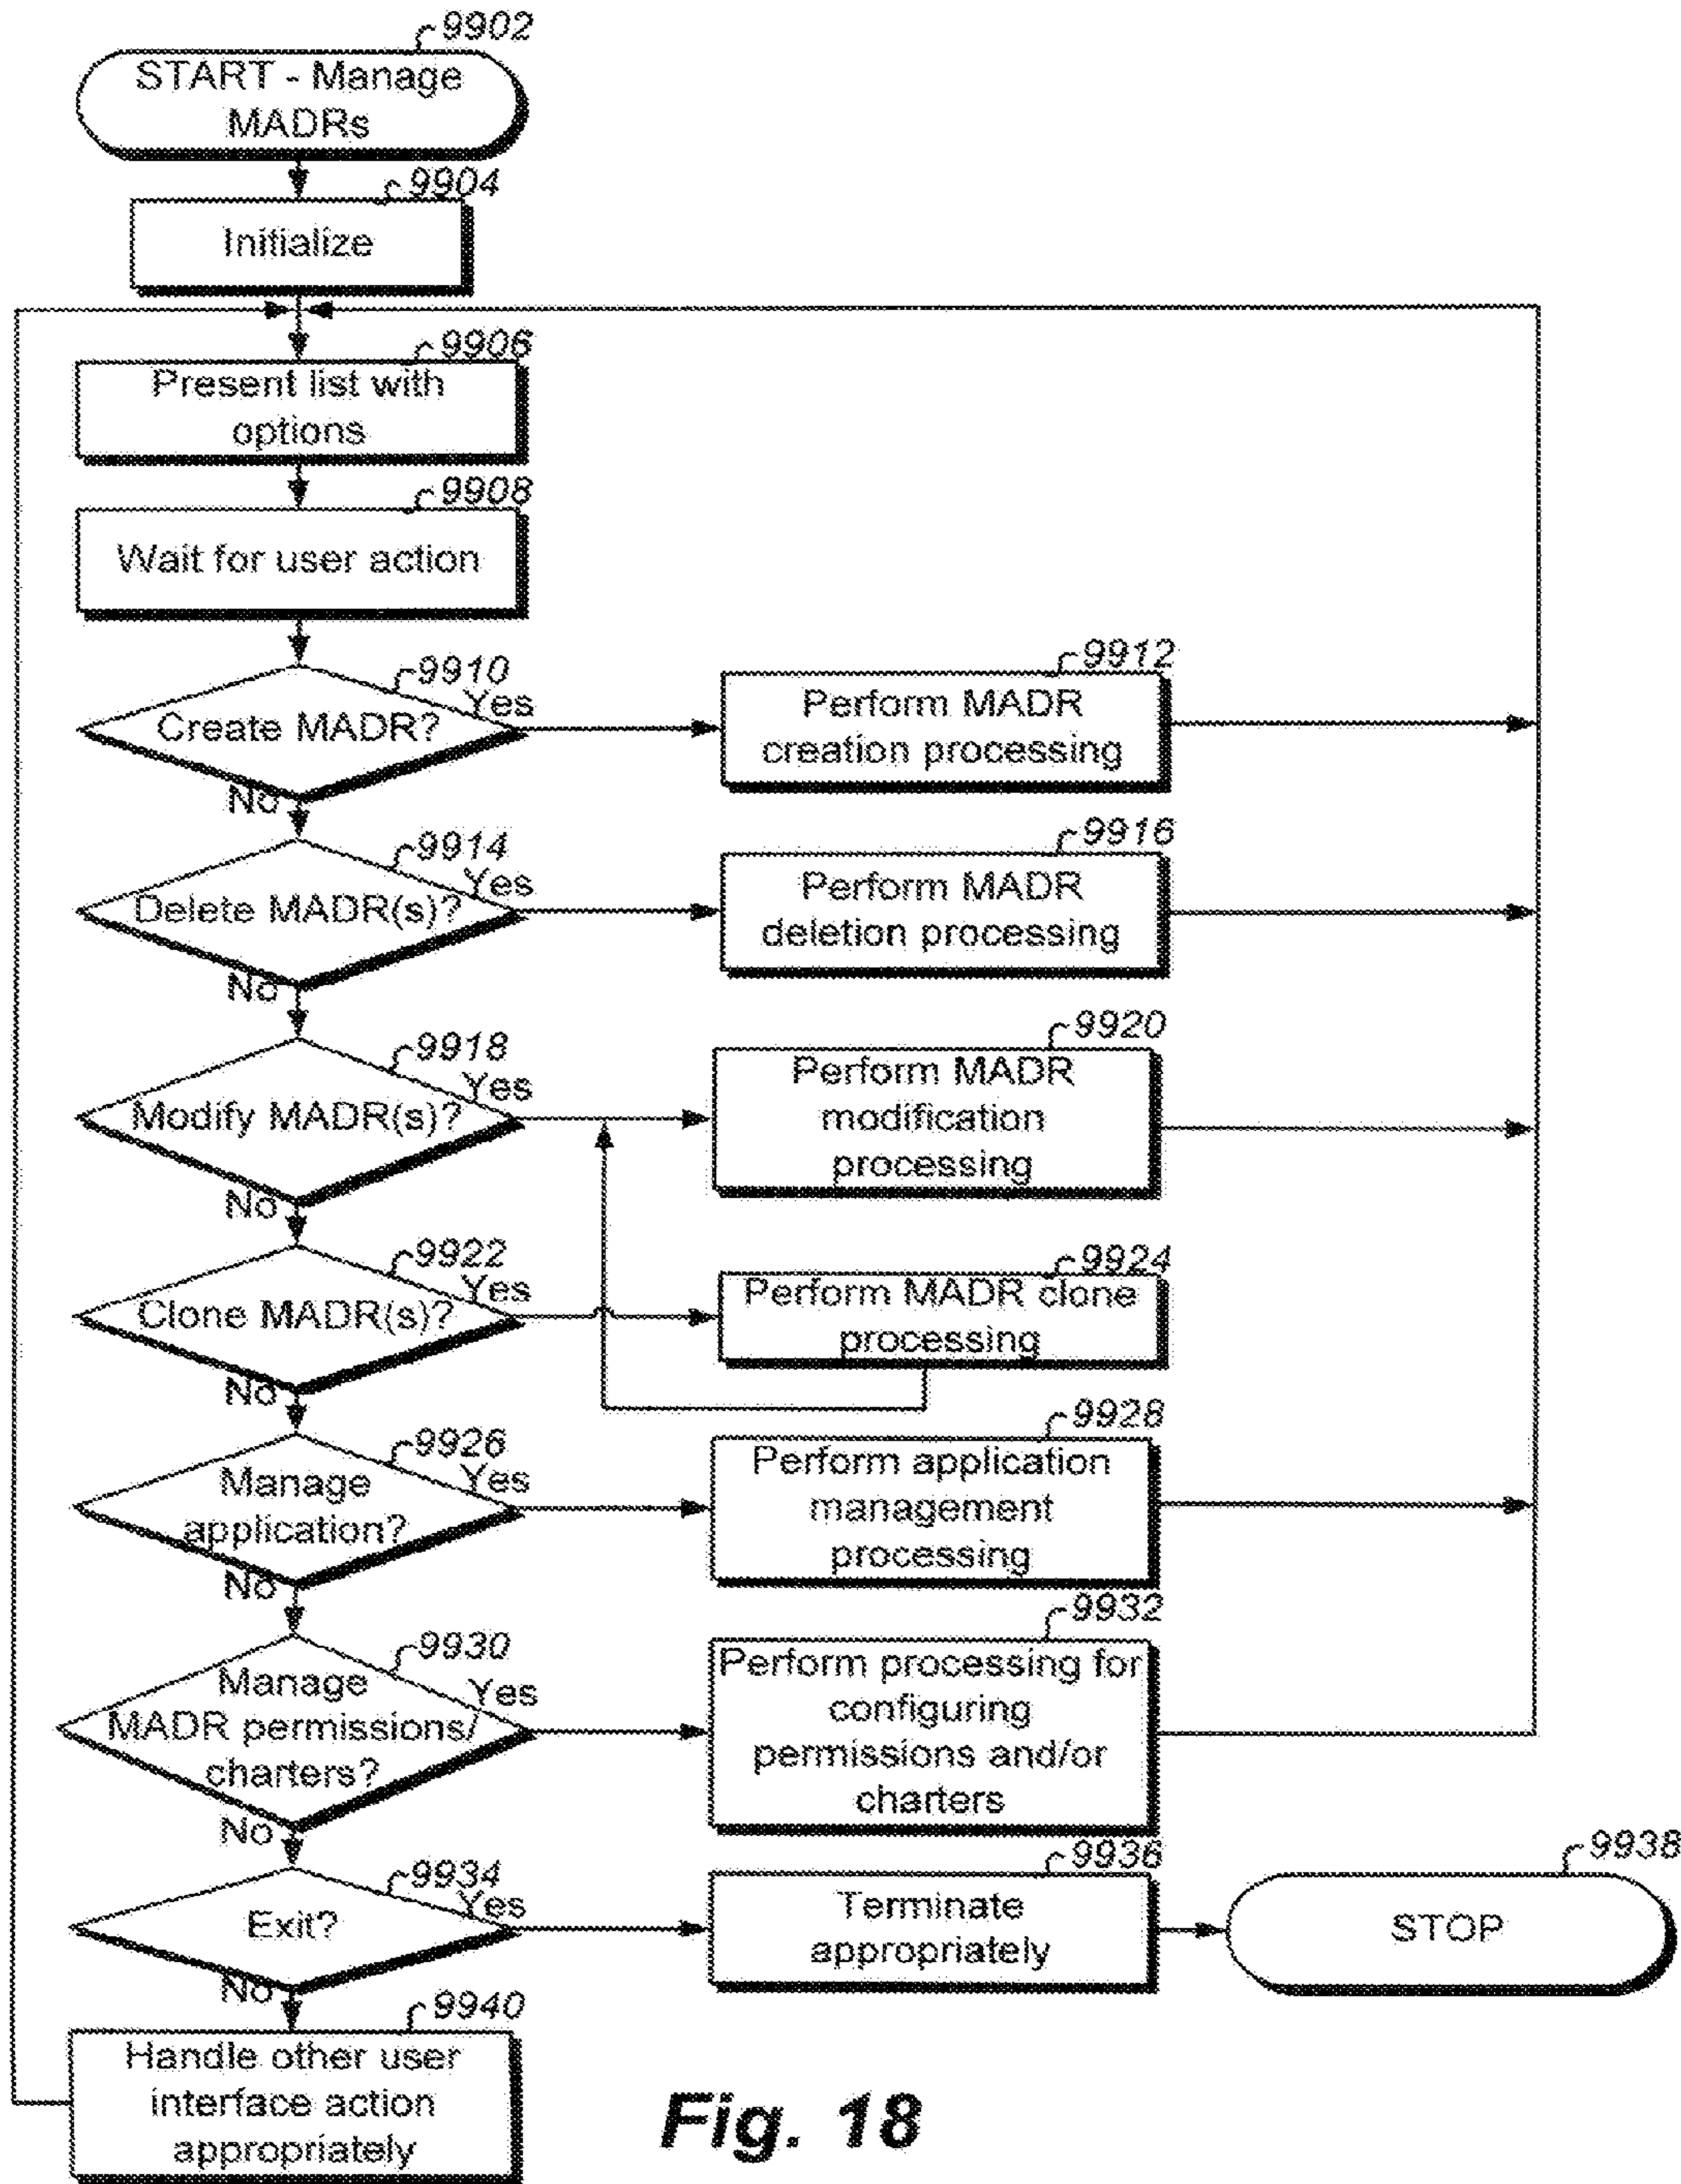 9902
START - Manage
MADRs
9904
Initialize
9906
Present list with
options
9908
Wait for user action
9910
Create MADR?
Yes
No
9912
Perform MADR
creation processing
9914
Delete MADR(s)?
Yes
No
9916
Perform MADR
deletion processing
9918
Modify MADR(s)?
Yes
No
9920
Perform MADR
modification
processing
9922
Clone MADR(s)?
Yes
No
9924
Perform MADR clone
processing
9926
Manage
application?
Yes
No
9928
Perform application
management
processing
9930
Manage
MADR permissions/
charters?
Yes
No
9932
Perform processing for
configuring
permissions and/or
charters
9934
Exit?
Yes
No
9936
Terminate
appropriately
9938
STOP
9940
Handle other user
interface action
appropriately
Fig. 18